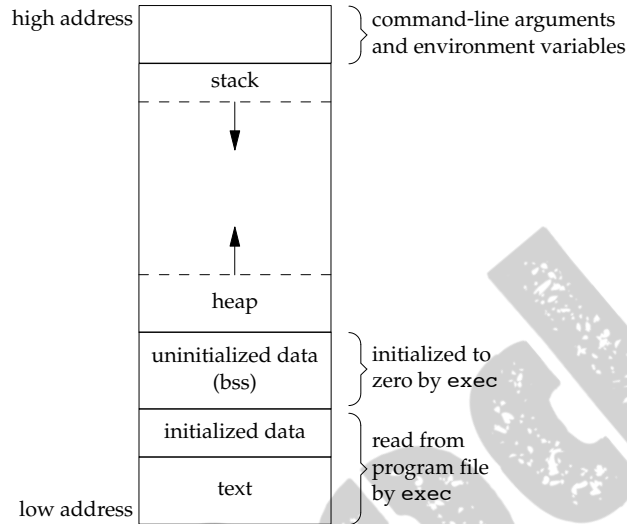 high address
command-line arguments
and environment variables
stack
heap
uninitialized data
(bss)
initialized to
zero by exec
initialized data
read from
program file
by exec
text
low address